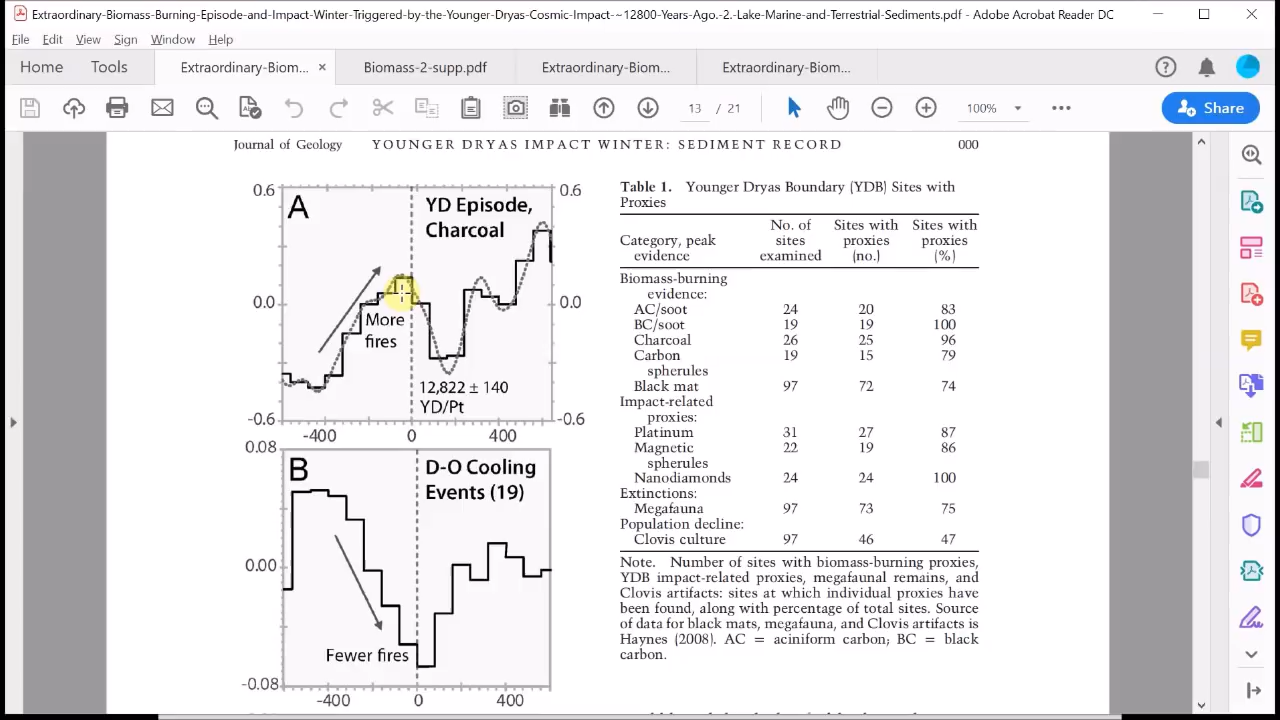 Extraordinary-Biomass-Burning-Episode-and-Impact-Winter-Triggered-by-the-Younger-Dryas-Cosmic-Impact-~12800-Years-Ago.-2.-Lake-Marine-and-Terrestrial-Sediments.pdf - Adobe Acrobat Reader DC
File Edit View Sign Window Help
Home Tools Extraordinary-Biom... × Biomass-2-supp.pdf Extraordinary-Biom... Extraordinary-Biom...
13 / 21 100% Share
Journal of Geology YOUNGER DRYAS IMPACT WINTER: SEDIMENT RECORD 000
0.6 0.6
A YD Episode,
Charcoal
0.0 0.0
More
fires
12,822 ± 140
YD/Pt
-0.6 -0.6
-400 0 400
0.08
B D-O Cooling
Events (19)
0.00
Fewer fires
-0.08
-400 0 400
Table 1. Younger Dryas Boundary (YDB) Sites with
Proxies
No. of Sites with Sites with
Category, peak sites proxies proxies
evidence examined (no.) (%)
Biomass-burning
evidence:
AC/soot 24 20 83
BC/soot 19 19 100
Charcoal 26 25 96
Carbon 19 15 79
spherules
Black mat 97 72 74
Impact-related
proxies:
Platinum 31 27 87
Magnetic 22 19 86
spherules
Nanodiamonds 24 24 100
Extinctions:
Megafauna 97 73 75
Population decline:
Clovis culture 97 46 47
Note. Number of sites with biomass-burning proxies,
YDB impact-related proxies, megafaunal remains, and
Clovis artifacts: sites at which individual proxies have
been found, along with percentage of total sites. Source
of data for black mats, megafauna, and Clovis artifacts is
Haynes (2008). AC = aciniform carbon; BC = black
carbon.